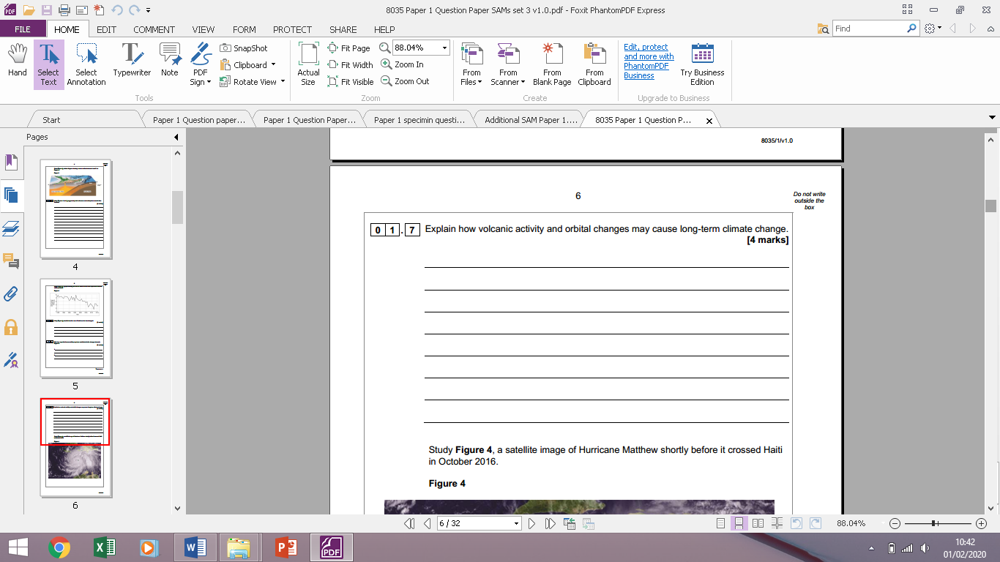 8035 Paper 1 Question Paper SAMs set 3 v1.0.pdf - Foxit PhantomPDF Express
FILE HOME EDIT COMMENT VIEW FORM PROTECT SHARE HELP
Find
Hand
Select Text
Select Annotation
Typewriter
Note
PDF Sign
SnapShot
Clipboard
Rotate View
Tools
Actual Size
Fit Page
Fit Width
Fit Visible
88.04%
Zoom In
Zoom Out
Zoom
From Files
From Scanner
From Blank Page
From Clipboard
Create
Edit, protect
and more with
PhantomPDF
Business
Try Business Edition
Upgrade to Business
Start
Paper 1 Question paper...
Paper 1 Question Paper...
Paper 1 specimin questi...
Additional SAM Paper 1....
8035 Paper 1 Question P...
Pages
4
5
6
8035/1/v1.0
6
Do not write
outside the
box
0 1 . 7 Explain how volcanic activity and orbital changes may cause long-term climate change.
[4 marks]
Study Figure 4, a satellite image of Hurricane Matthew shortly before it crossed Haiti
in October 2016.
Figure 4
6 / 32
88.04%
10:42
01/02/2020